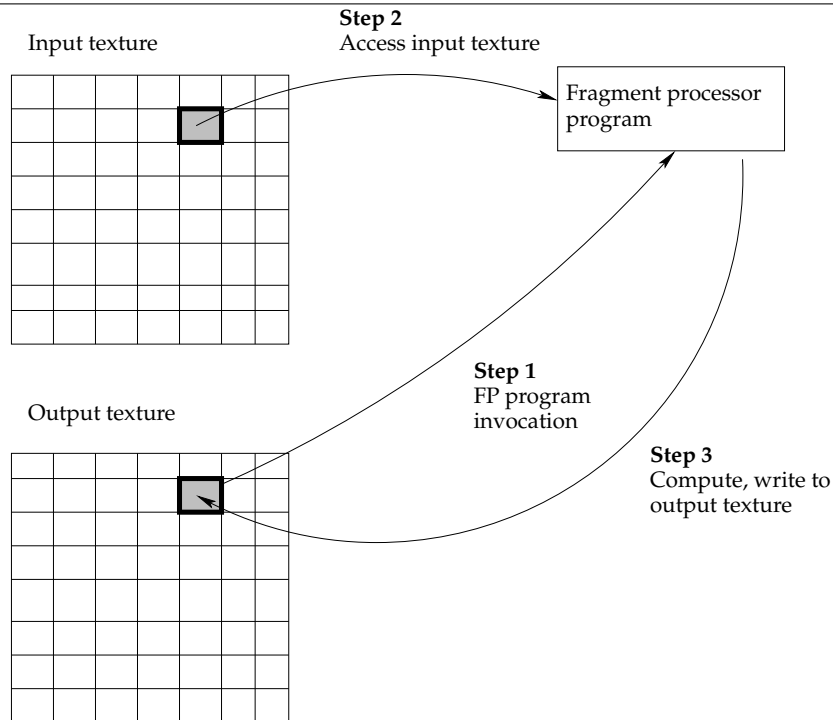 Step 2
Input texture
Access input texture
Fragment processor
program
Step 1
FP program
invocation
Output texture
Step 3
Compute, write to
output texture